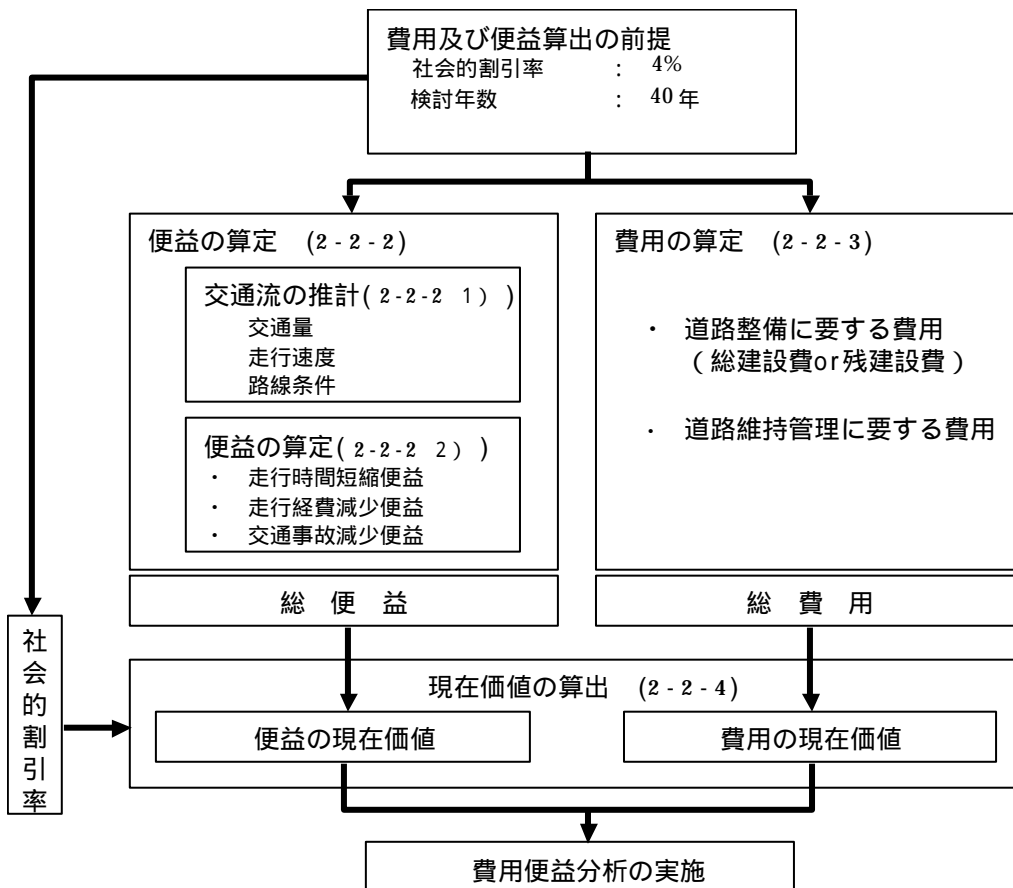 費用及び便益算出の前提
社会的割引率 : 4%
検討年数 : 40年
便益の算定 (2-2-2)
交通流の推計(2-2-2 1))
交通量
走行速度
路線条件
便益の算定(2-2-2 2))
・ 走行時間短縮便益
・ 走行経費減少便益
・ 交通事故減少便益
総便益
費用の算定 (2-2-3)
・ 道路整備に要する費用
(総建設費or残建設費)
・ 道路維持管理に要する費用
総費用
社会的割引率
現在価値の算出 (2-2-4)
便益の現在価値
費用の現在価値
費用便益分析の実施